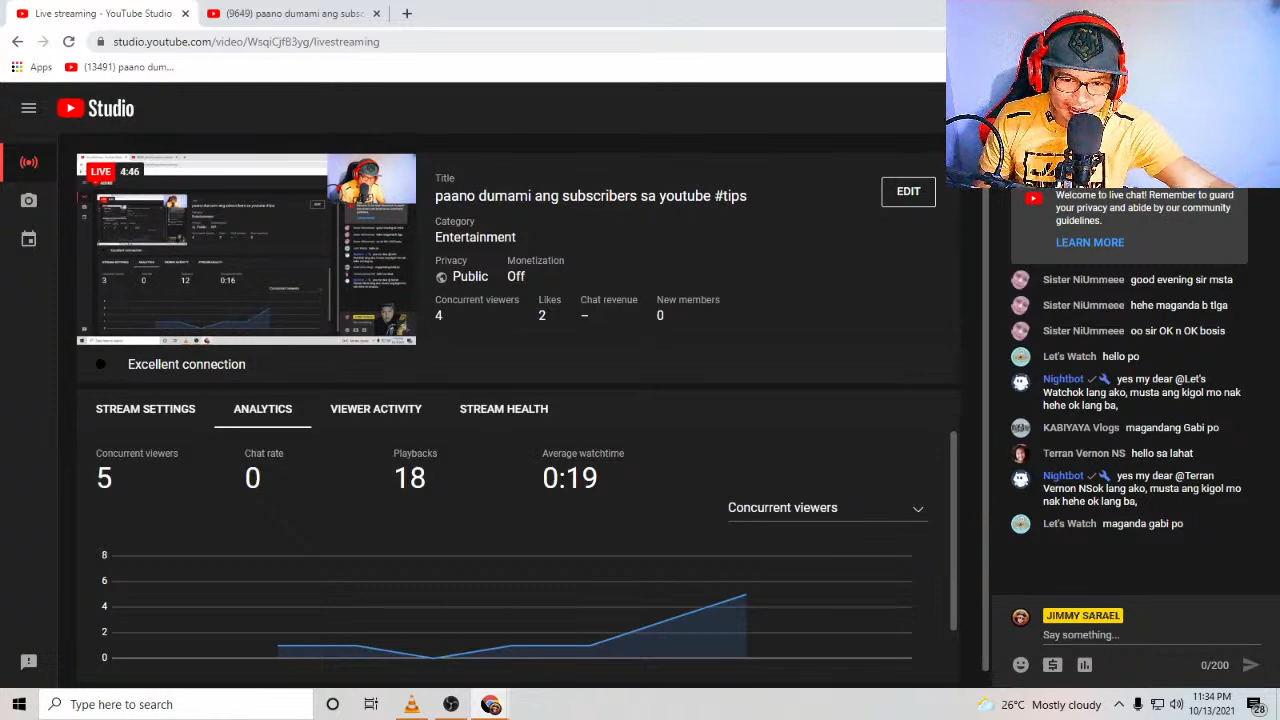 Live streaming - YouTube Studio
(9649) paano dumami ang subsc
studio.youtube.com/video/WsqiCjfB3yg/livestreaming
Apps
(13491) paano dum...
Studio
LIVE 4:46
Title
paano dumami ang subscribers sa youtube #tips
EDIT
Category
Entertainment
Privacy
Monetization
Public
Off
Concurrent viewers
Likes
Chat revenue
New members
4
2
–
0
Excellent connection
STREAM SETTINGS
ANALYTICS
VIEWER ACTIVITY
STREAM HEALTH
Concurrent viewers
Chat rate
Playbacks
Average watchtime
5
0
18
0:19
Concurrent viewers
8
6
4
2
0
Welcome to live chat! Remember to guard
your privacy and abide by our community
guidelines.
LEARN MORE
Sister NiUmmeee good evening sir msta
Sister NiUmmeee hehe maganda b tlga
Sister NiUmmeee oo sir OK n OK bosis
Let's Watch hello po
Nightbot yes my dear @Let's
Watchok lang ako, musta ang kigol mo nak
hehe ok lang ba,
KABIYAYA Vlogs magandang Gabi po
Terran Vernon NS hello sa lahat
Nightbot yes my dear @Terran
Vernon NSok lang ako, musta ang kigol mo
nak hehe ok lang ba,
Let's Watch maganda gabi po
JIMMY SARAEL
Say something...
0/200
Type here to search
26°C Mostly cloudy
11:34 PM
10/13/2021
28